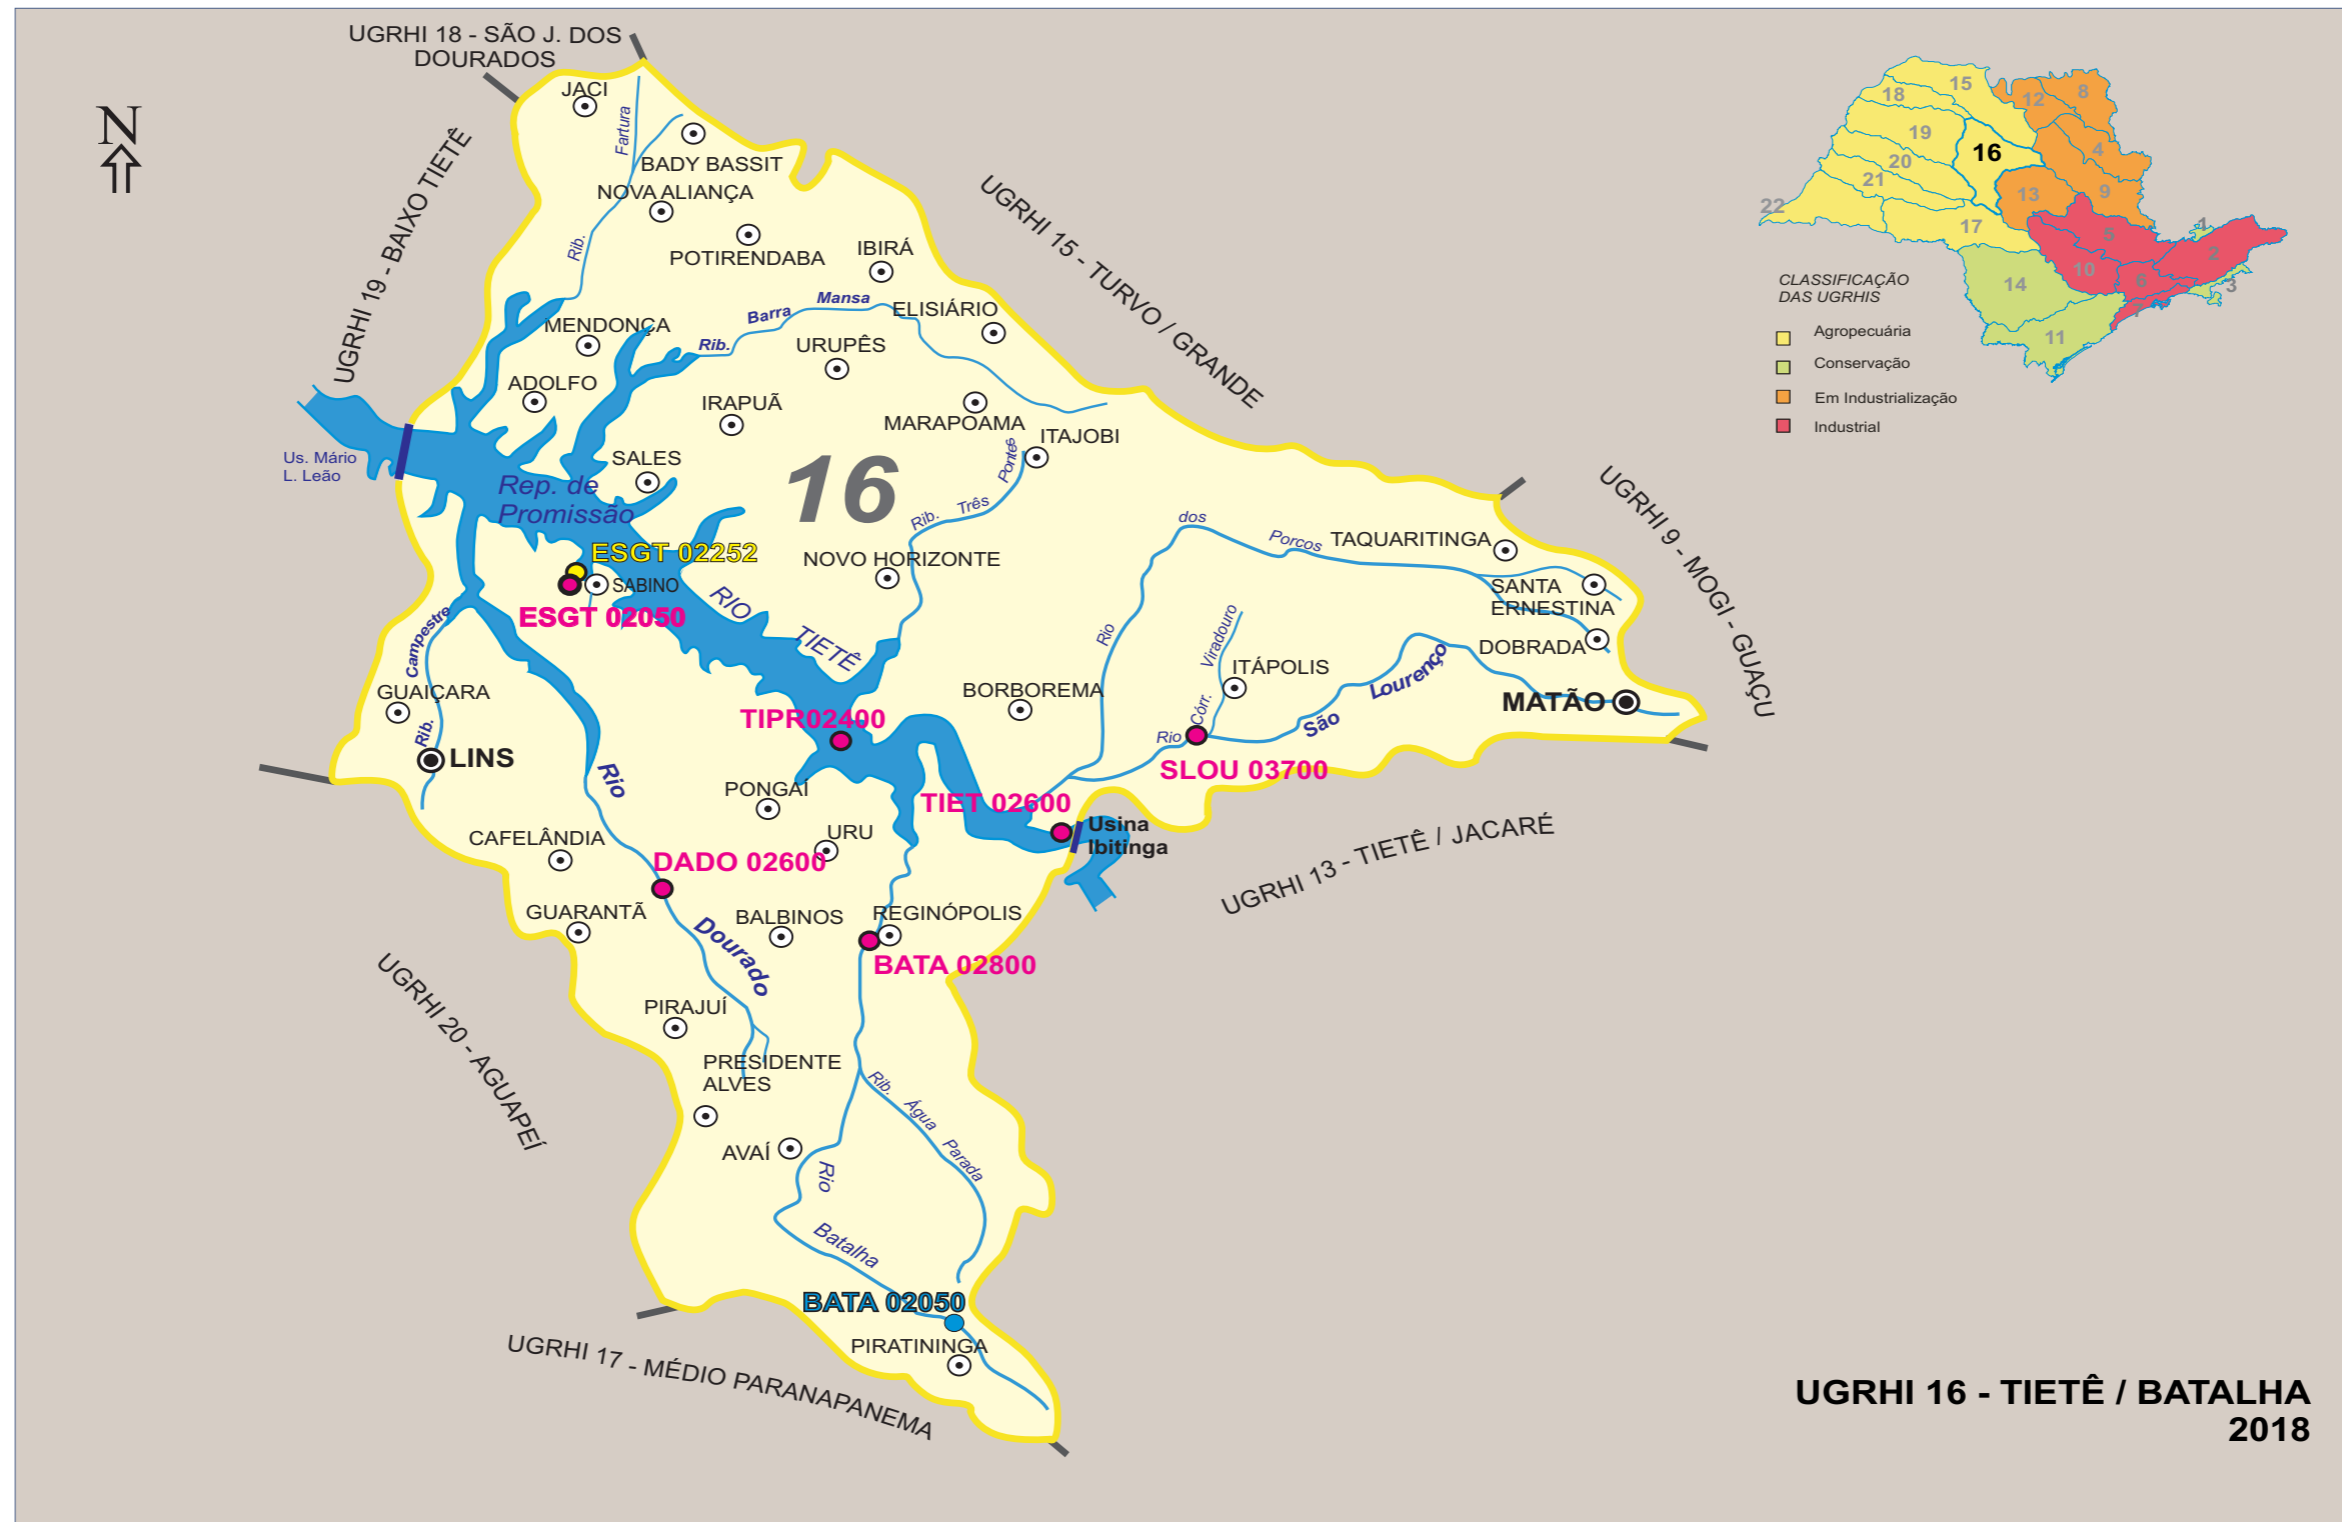 UGRHI 18 - SÃO J. DOS
DOURADOS
N
UGRHI 19 - BAIXO TIETÊ
UGRHI 15 - TURVO / GRANDE
UGRHI 9 - MOGI - GUAÇU
UGRHI 13 - TIETÊ / JACARÉ
UGRHI 20 - AGUAPEÍ
UGRHI 17 - MÉDIO PARANAPANEMA
JACI
Fartura
Rib.
BADY BASSIT
NOVA ALIANÇA
POTIRENDABA
IBIRÁ
ELISIÁRIO
Rib.
Barra
Mansa
MENDONÇA
URUPÊS
ADOLFO
IRAPUÃ
MARAPOAMA
ITAJOBI
Us. Mário
L. Leão
SALES
Rep. de
Promissão
16
Rib.
Três
Pontes
dos
Porcos
Rio
TAQUARITINGA
ESGT 02252
SABINO
ESGT 02050
NOVO HORIZONTE
SANTA
ERNESTINA
DOBRADA
RIO
TIETÊ
Campestre
Rib.
GUAIÇARA
LINS
Viradouro
Córr.
ITÁPOLIS
São
Lourenço
Rio
MATÃO
BORBOREMA
TIPR02400
SLOU 03700
TIET 02600
Usina
Ibitinga
PONGAÍ
URU
CAFELÂNDIA
Rio
Dourado
DADO 02600
GUARANTÃ
BALBINOS
REGINÓPOLIS
BATA 02800
PIRAJUÍ
PRESIDENTE
ALVES
AVAÍ
Rib.
Água
Parada
Rio
Batalha
BATA 02050
PIRATININGA
15
18
12
8
19
16
4
20
21
13
9
22
17
1
5
2
10
6
3
14
7
11
CLASSIFICAÇÃO
DAS UGRHIS
Agropecuária
Conservação
Em Industrialização
Industrial
UGRHI 16 - TIETÊ / BATALHA
2018